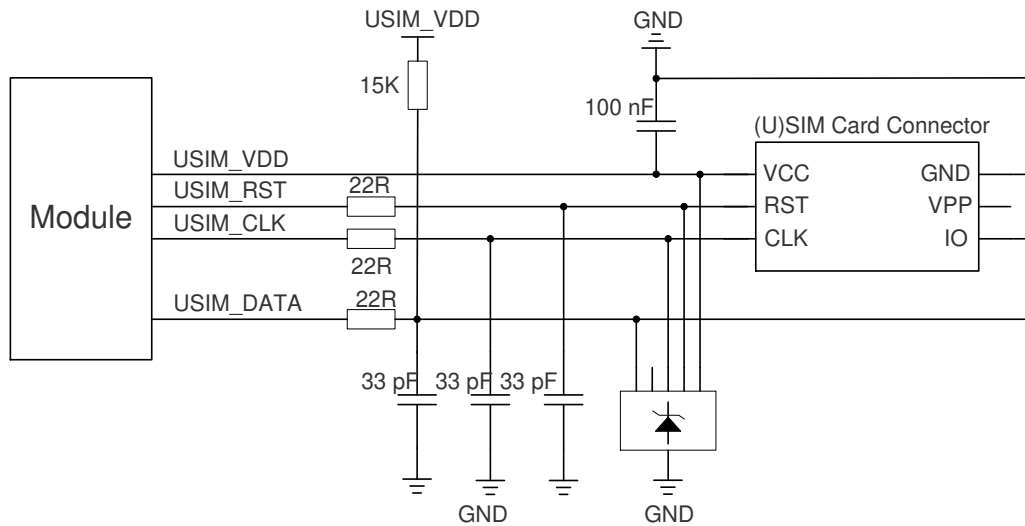 USIM_VDD
GND
15K
100 nF
(U)SIM Card Connector
USIM_VDD
VCC
GND
USIM_RST
22R
RST
VPP
Module
USIM_CLK
CLK
IO
22R
USIM_DATA
22R
33 pF
33 pF
33 pF
GND
GND